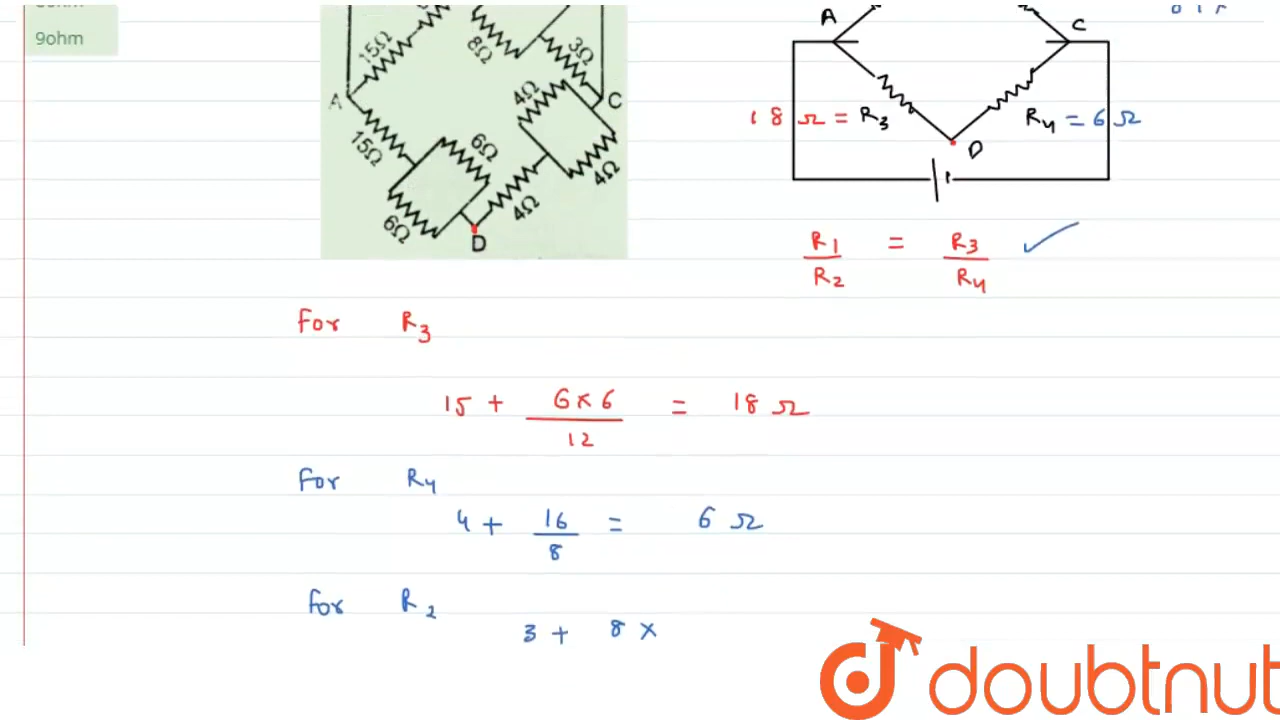 9ohm
15Ω
8Ω
3Ω
A
C
4Ω
15Ω
6Ω
4Ω
6Ω
4Ω
D
A
C
18 Ω = R3
R4 = 6 Ω
D
R1 / R2 = R3 / R4 ✓
For R3
15 + 6×6 / 12 = 18 Ω
For R4
4 + 16 / 8 = 6 Ω
for R2
3 + 8 ×
doubtnut